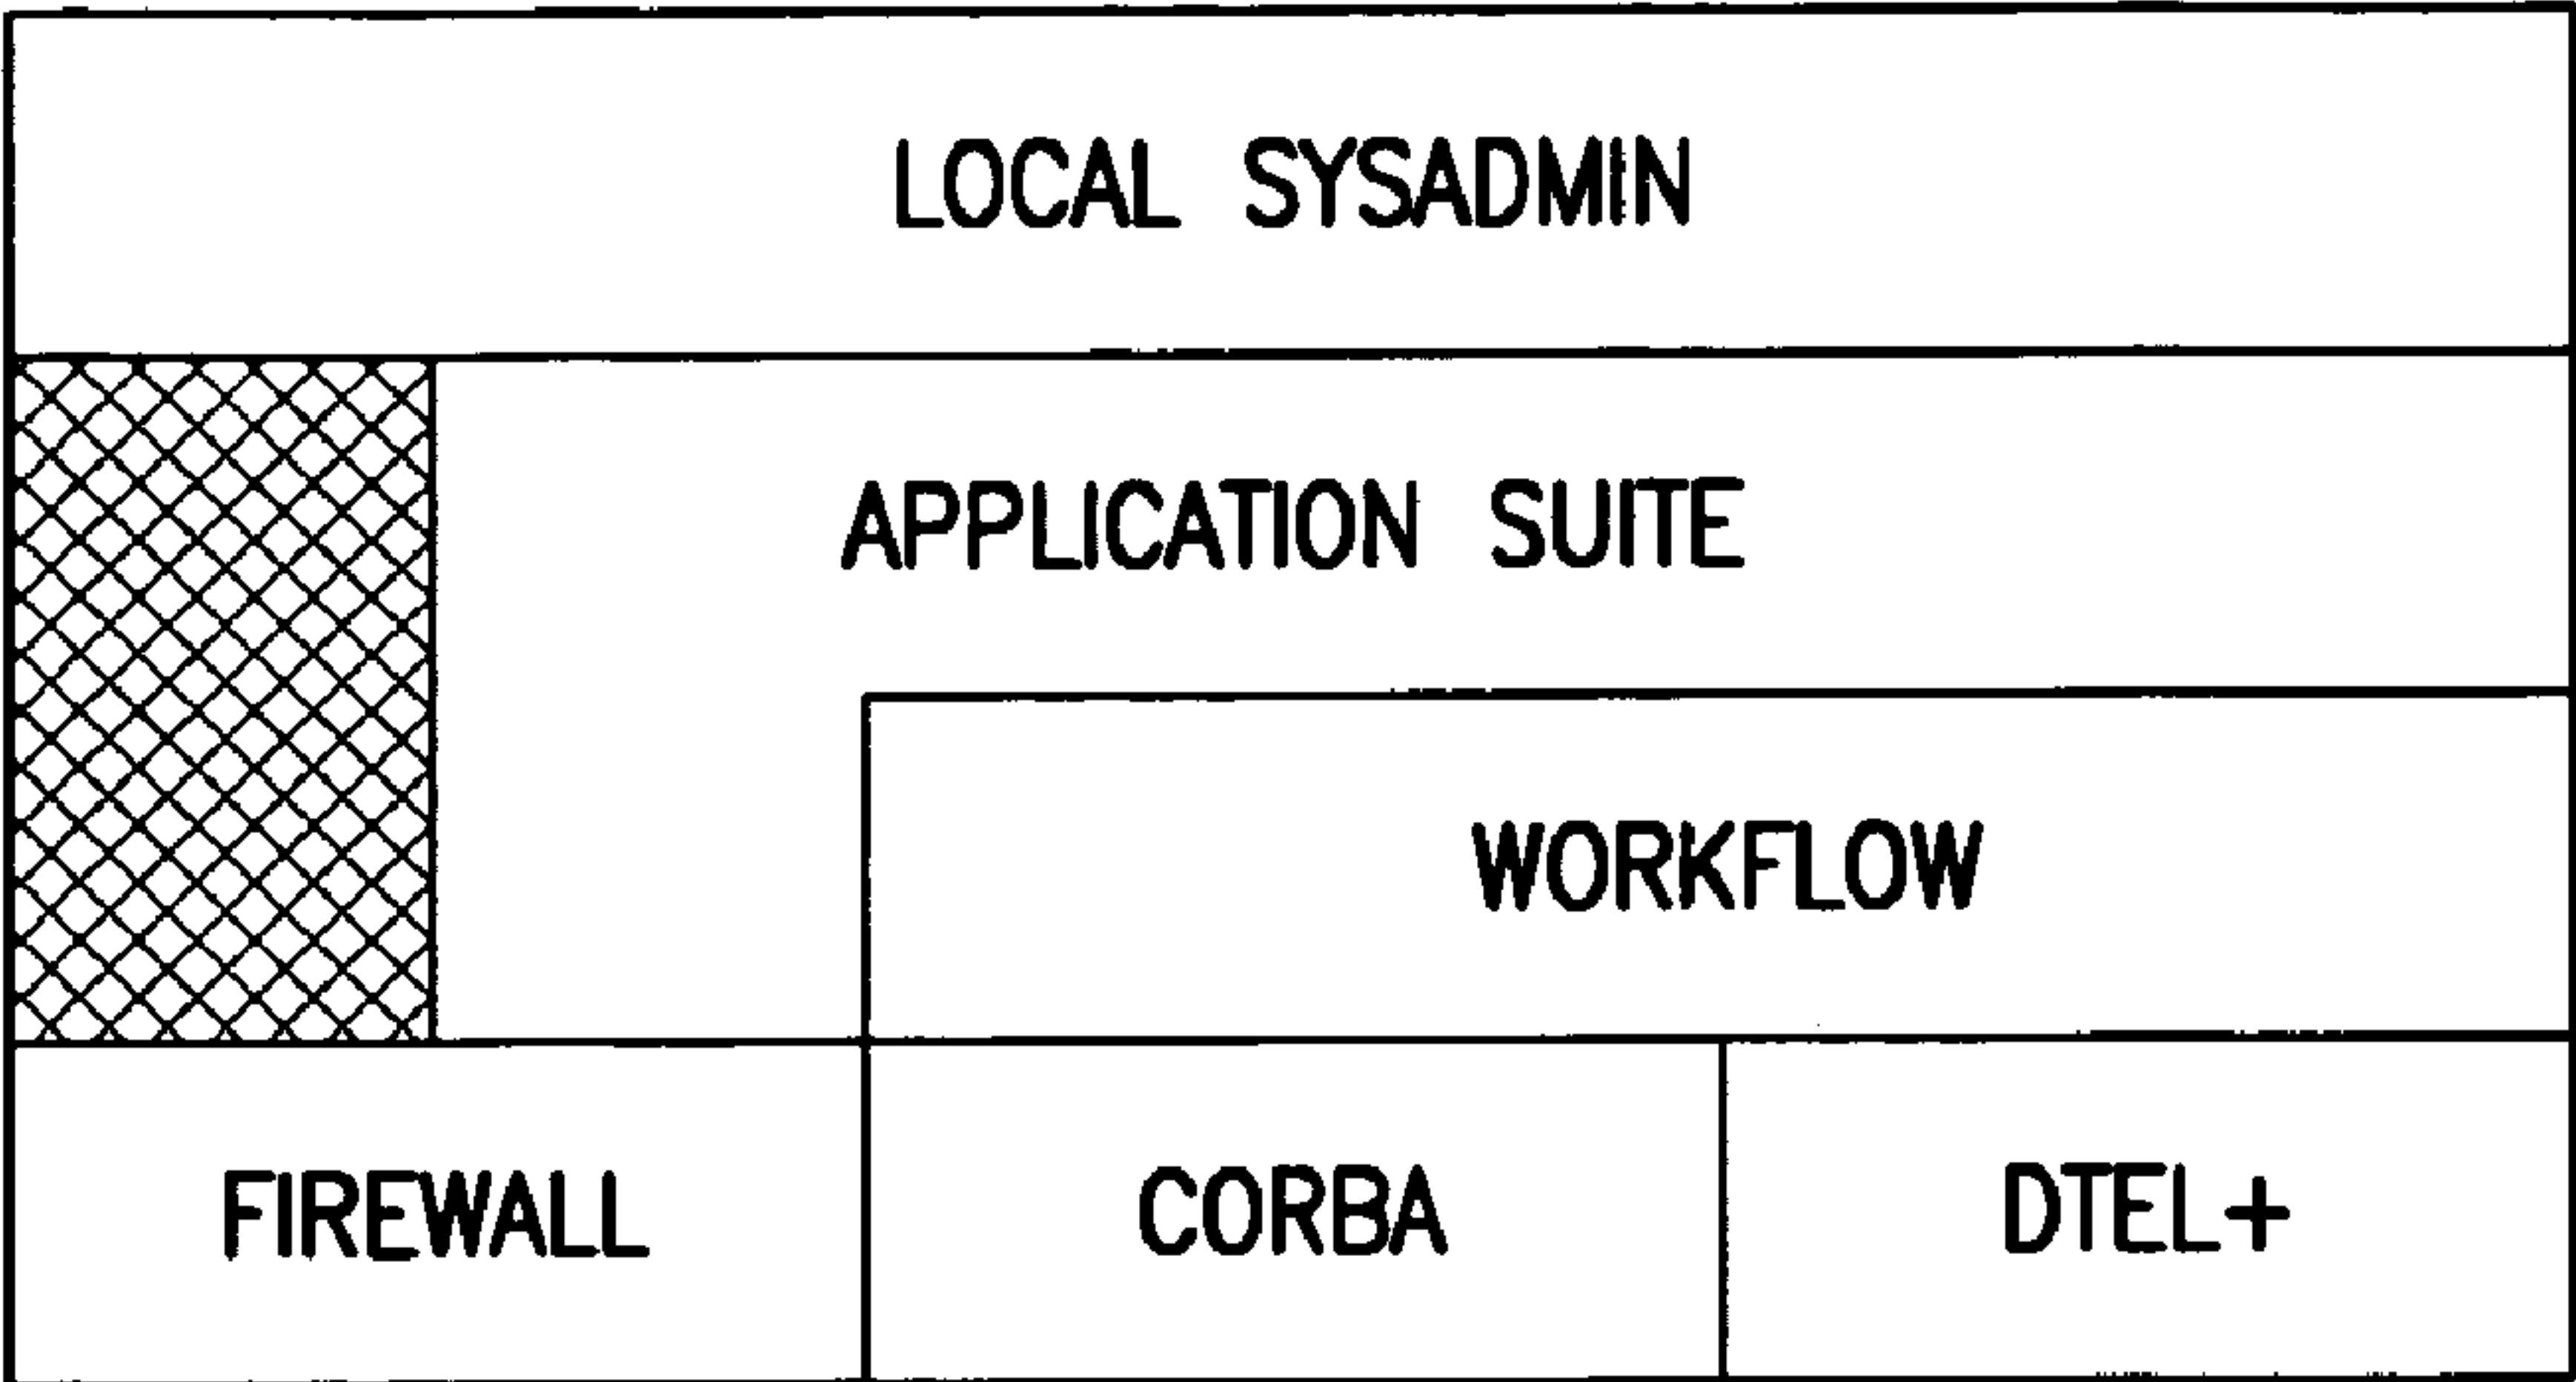 LOCAL SYSADMIN
APPLICATION SUITE
WORKFLOW
FIREWALL
CORBA
DTEL+